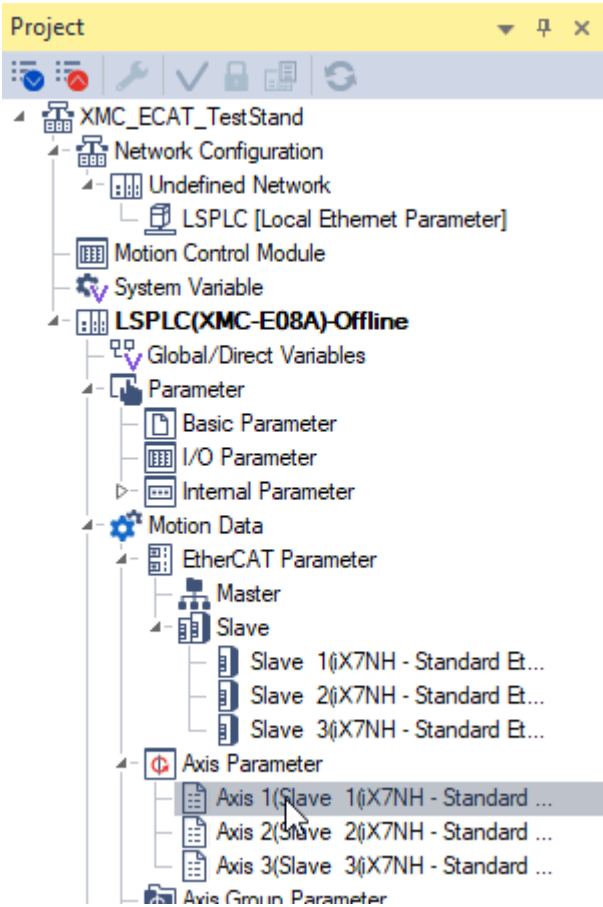 Project
XMC_ECAT_TestStand
Network Configuration
Undefined Network
LSPLC [Local Ethernet Parameter]
Motion Control Module
System Variable
LSPLC(XMC-E08A)-Offline
Global/Direct Variables
Parameter
Basic Parameter
I/O Parameter
Internal Parameter
Motion Data
EtherCAT Parameter
Master
Slave
Slave 1(iX7NH - Standard Et...
Slave 2(iX7NH - Standard Et...
Slave 3(iX7NH - Standard Et...
Axis Parameter
Axis 1(Slave 1(iX7NH - Standard ...
Axis 2(Slave 2(iX7NH - Standard ...
Axis 3(Slave 3(iX7NH - Standard ...
Axis Group Parameter